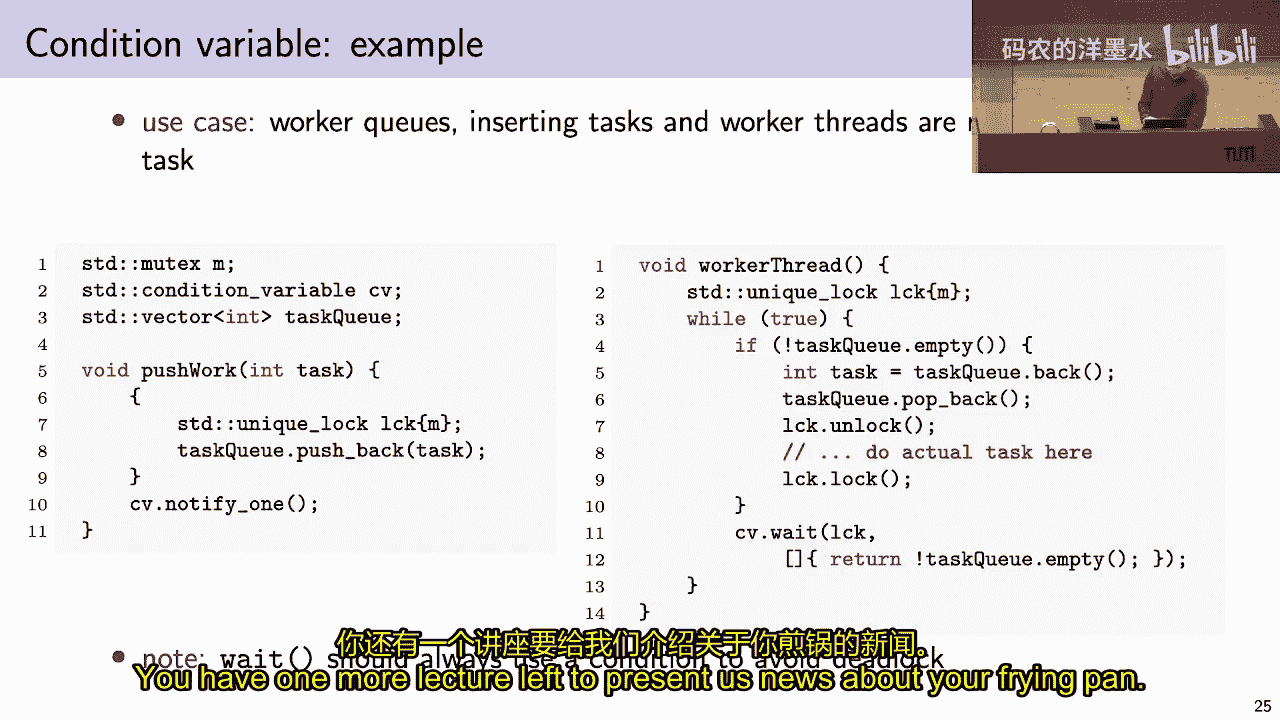 Condition variable: example
码农的洋墨水 bilibili
TUM
• use case: worker queues, inserting tasks and worker threads are
task
1 std::mutex m;
2 std::condition_variable cv;
3 std::vector<int> taskQueue;
4
5 void pushWork(int task) {
6 {
7 std::unique_lock lck{m};
8 taskQueue.push_back(task);
9 }
10 cv.notify_one();
11 }
1 void workerThread() {
2 std::unique_lock lck{m};
3 while (true) {
4 if (!taskQueue.empty()) {
5 int task = taskQueue.back();
6 taskQueue.pop_back();
7 lck.unlock();
8 // ... do actual task here
9 lck.lock();
10 }
11 cv.wait(lck,
12 []{ return !taskQueue.empty(); });
13 }
14 }
• note: wait() should always use a condition to avoid deadlock
你还有一个讲座要给我们介绍关于你煎锅的新闻。
You have one more lecture left to present us news about your frying pan.
25